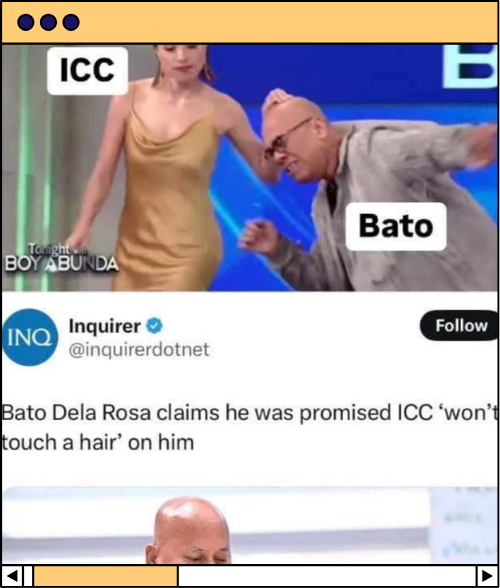 ICC
Bato
Tonight with
BOY ABUNDA
INQ
Inquirer
@inquirerdotnet
Follow
Bato Dela Rosa claims he was promised ICC ‘won’t
touch a hair’ on him